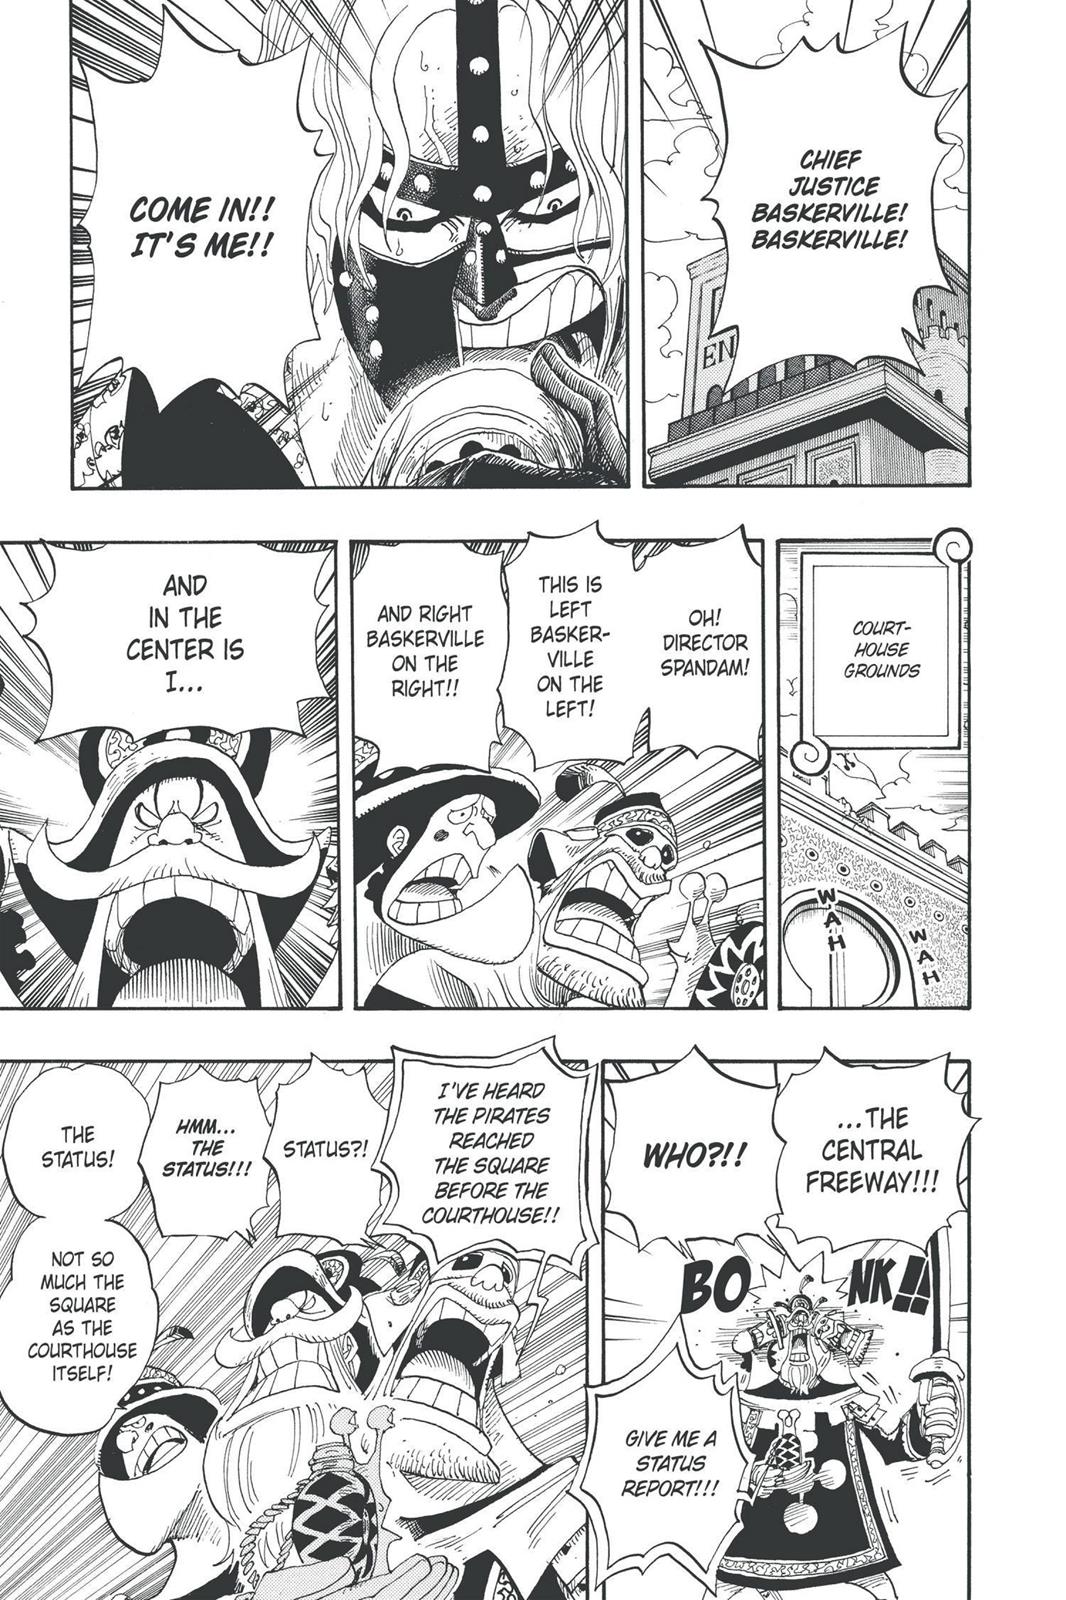 CHIEF
JUSTICE
BASKERVILLE!
BASKERVILLE!
EN
COME IN!!
IT'S ME!!
COURT-
HOUSE
GROUNDS
WAH
WAH
OH!
DIRECTOR
SPANDAM!
THIS IS
LEFT
BASKER-
VILLE
ON THE
LEFT!
AND RIGHT
BASKERVILLE
ON THE
RIGHT!!
AND
IN THE
CENTER IS
I...
...THE
CENTRAL
FREEWAY!!!
WHO?!!
BONK!!
GIVE ME A
STATUS
REPORT!!!
I'VE HEARD
THE PIRATES
REACHED
THE SQUARE
BEFORE THE
COURTHOUSE!!
STATUS?!
HMM...
THE
STATUS!!!
THE
STATUS!
NOT SO
MUCH THE
SQUARE
AS THE
COURTHOUSE
ITSELF!